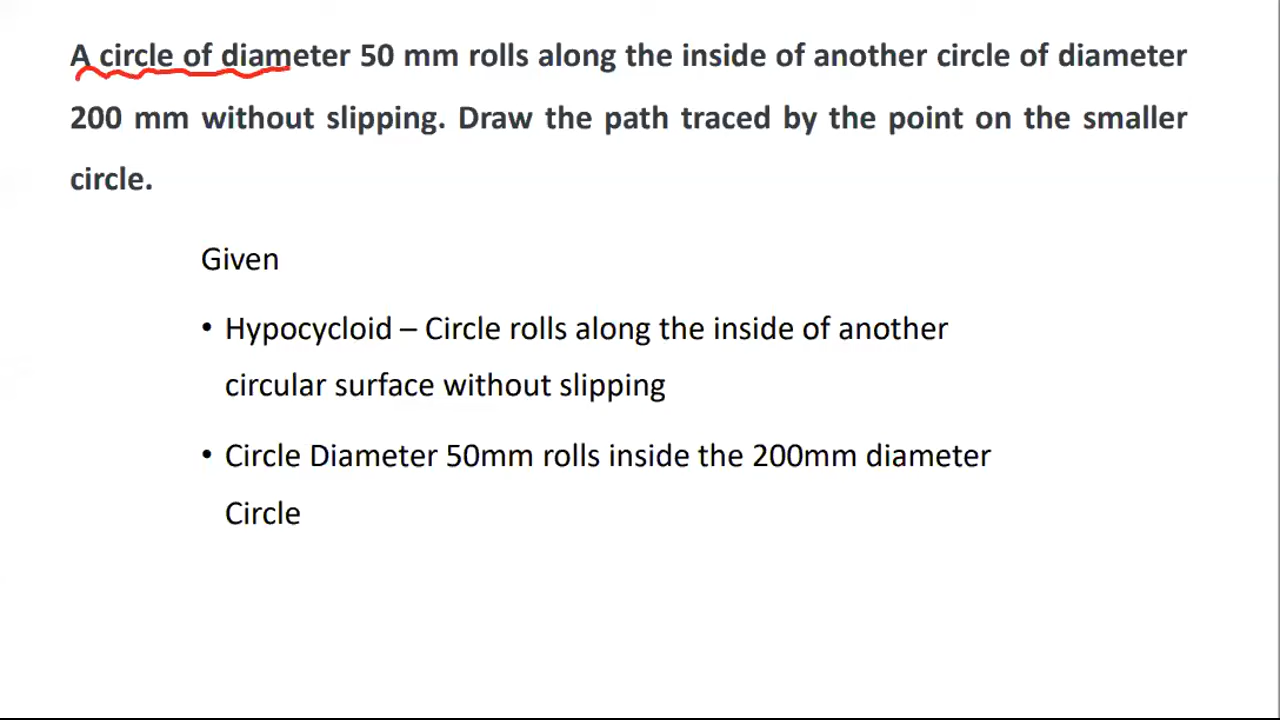 A circle of diameter 50 mm rolls along the inside of another circle of diameter
200 mm without slipping. Draw the path traced by the point on the smaller
circle.
Given
• Hypocycloid – Circle rolls along the inside of another
circular surface without slipping
• Circle Diameter 50mm rolls inside the 200mm diameter
Circle